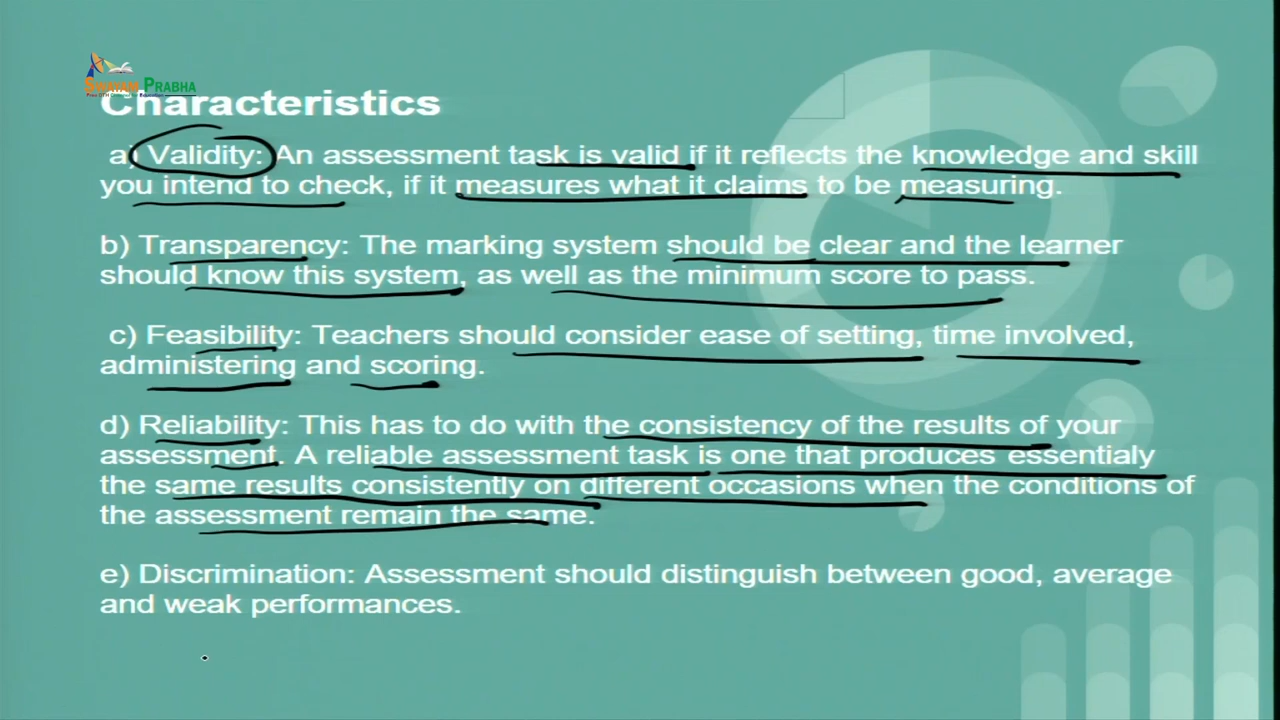 SWAYAM PRABHA
Characteristics
a) Validity: An assessment task is valid if it reflects the knowledge and skill
you intend to check, if it measures what it claims to be measuring.
b) Transparency: The marking system should be clear and the learner
should know this system, as well as the minimum score to pass.
c) Feasibility: Teachers should consider ease of setting, time involved,
administering and scoring.
d) Reliability: This has to do with the consistency of the results of your
assessment. A reliable assessment task is one that produces essentialy
the same results consistently on different occasions when the conditions of
the assessment remain the same.
e) Discrimination: Assessment should distinguish between good, average
and weak performances.